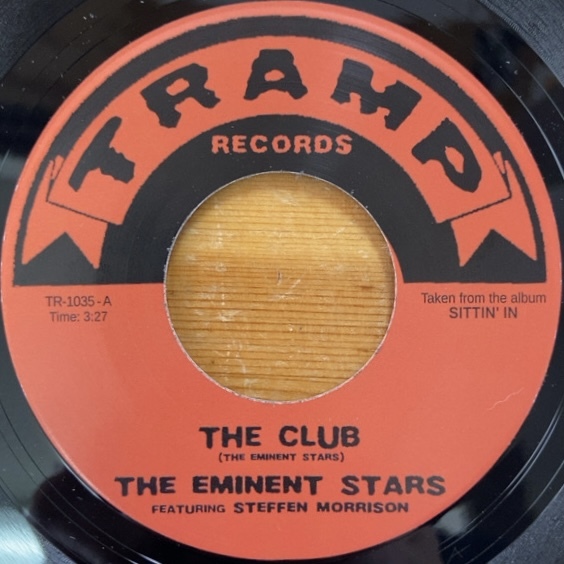 TRAMP
RECORDS
TR-1035-A
Time: 3:27
Taken from the album
SITTIN' IN
THE CLUB
(THE EMINENT STARS)
THE EMINENT STARS
FEATURING STEFFEN MORRISON